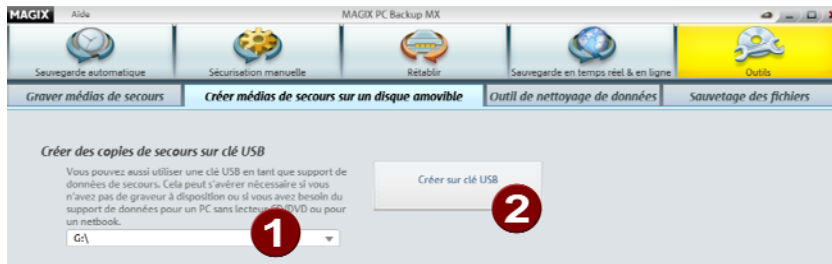 MAGIX Aide MAGIX PC Backup MX
Sauvegarde automatique Sécurisation manuelle Rétablir Sauvegarde en temps réel & en ligne Outils
Graver médias de secours Créer médias de secours sur un disque amovible Outil de nettoyage de données Sauvetage des fichiers
Créer des copies de secours sur clé USB
Vous pouvez aussi utiliser une clé USB en tant que support de
données de secours. Cela peut s'avérer nécessaire si vous
n'avez pas de graveur à disposition ou si vous avez besoin du
support de données pour un PC sans lecteur CD/DVD ou pour
un netbook.
G:\
1
Créer sur clé USB
2